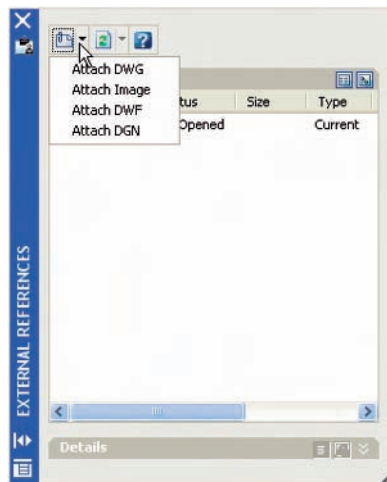 Attach DWG
Attach Image
Attach DWF
Attach DGN
tus Size Type
Opened Current
EXTERNAL REFERENCES
Details